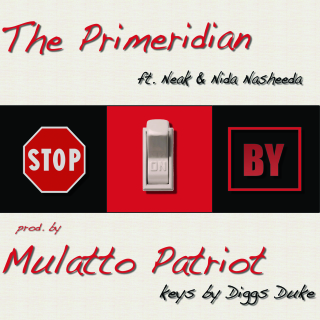 The Primeridian
ft. Neak & Nida Nasheeda
STOP
ON
BY
prod. by
Mulatto Patriot
keys by Diggs Duke